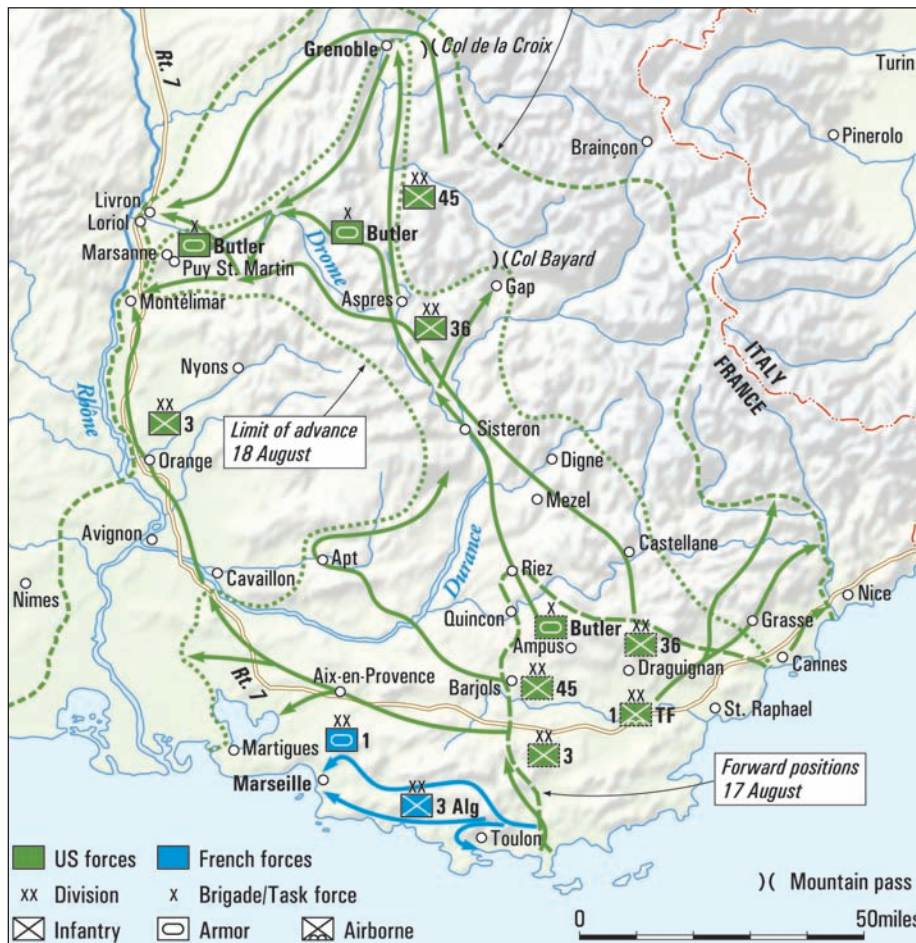 Rt. 7
Grenoble
)( Col de la Croix
Turin
Brainçon
Pinerolo
XX
45
Livron
Loriol
X
Butler
X
Butler
Marsanne
Puy St. Martin
Drome
)( Col Bayard
Gap
Montélimar
Aspres
XX
36
ITALY
FRANCE
Nyons
Rhône
XX
3
Limit of advance
18 August
Sisteron
Orange
Digne
Mezel
Avignon
Apt
Durance
Castellane
Cavaillon
Riez
Nimes
Nice
Quincon
X
Butler
XX
36
Grasse
Ampus
Draguignan
Cannes
Rt. 7
Aix-en-Provence
Barjols
XX
45
XX
1 TF
St. Raphael
Martigues
XX
1
XX
3
Marseille
XX
3 Alg
Forward positions
17 August
Toulon
US forces
French forces
XX Division
X Brigade/Task force
)( Mountain pass
Infantry
Armor
Airborne
0 50miles